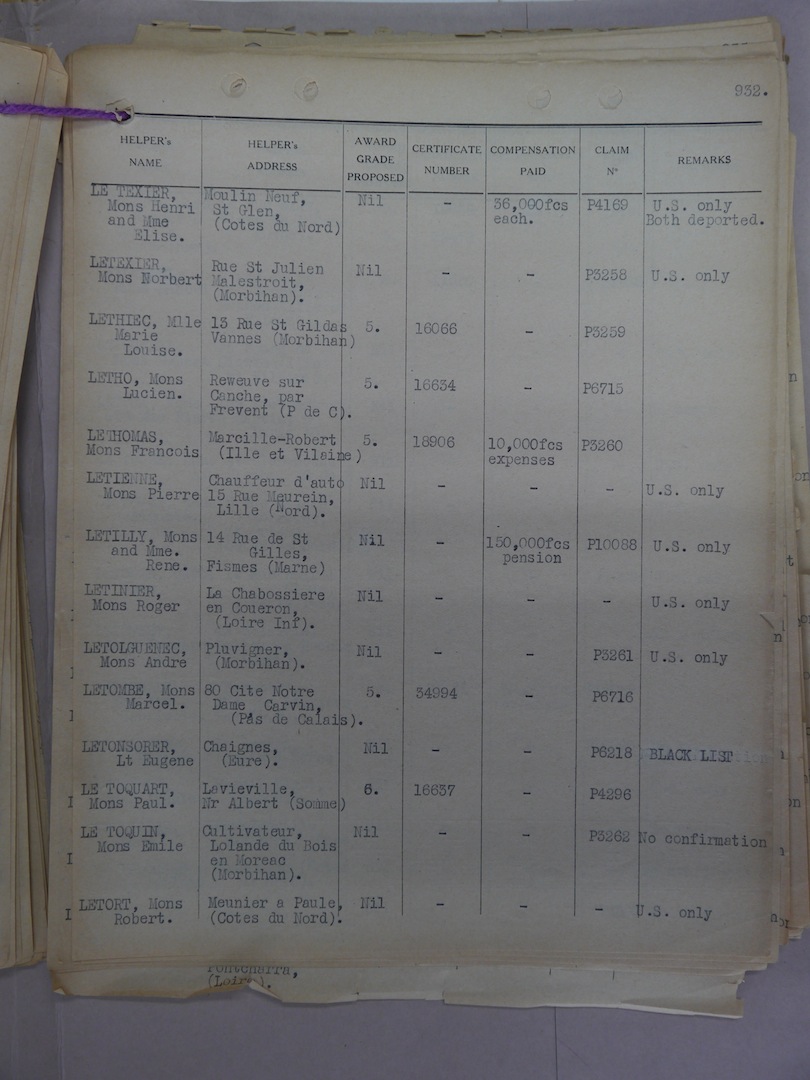 932.
HELPER's NAME HELPER's ADDRESS AWARD GRADE PROPOSED CERTIFICATE NUMBER COMPENSATION PAID CLAIM N° REMARKS
LE TEXIER, Moulin Neuf, Nil - 36,000fcs P4169 U.S. only
Mons Henri St Glen, each. Both deported.
and Mme (Cotes du Nord)
Elise.
LETEXIER, Rue St Julien Nil - - P3258 U.S. only
Mons Norbert Malestroit,
(Morbihan).
LETHIEC, Mlle 13 Rue St Gildas 5. 16066 - P3259
Marie Vannes (Morbihan)
Louise.
LETHO, Mons Reweuve sur 5. 16634 - P6715
Lucien. Canche, par
Frevent (P de C).
LETHOMAS, Marcille-Robert 5. 18906 10,000fcs P3260
Mons Francois (Ille et Vilaine) expenses
LETIENNE, Chauffeur d'auto Nil - - - U.S. only
Mons Pierre 15 Rue Maurein,
Lille (Nord).
LETILLY, Mons 14 Rue de St Nil - 150,000fcs P10088 U.S. only
and Mme. Gilles, pension
Rene. Fismes (Marne)
LETINIER, La Chabossiere Nil - - - U.S. only
Mons Roger en Coueron,
(Loire Inf).
LETOLGUENEC, Pluvigner, Nil - - P3261 U.S. only
Mons Andre (Morbihan).
LETOMBE, Mons 80 Cite Notre 5. 34994 - P6716
Marcel. Dame Carvin,
(Pas de Calais).
LETONSORER, Chaignes, Nil - - P6218 BLACK LIST
Lt Eugene (Eure).
LE TOQUART, Lavieville, 6. 16637 - P4296
Mons Paul. Nr Albert (Somme)
LE TOQUIN, Cultivateur, Nil - - P3262 No confirmation
Mons Emile Lolande du Bois
en Moreac
(Morbihan).
LETORT, Mons Meunier a Paule, Nil - - - U.S. only
Robert. (Cotes du Nord).
Pontcharra,
(Loire).